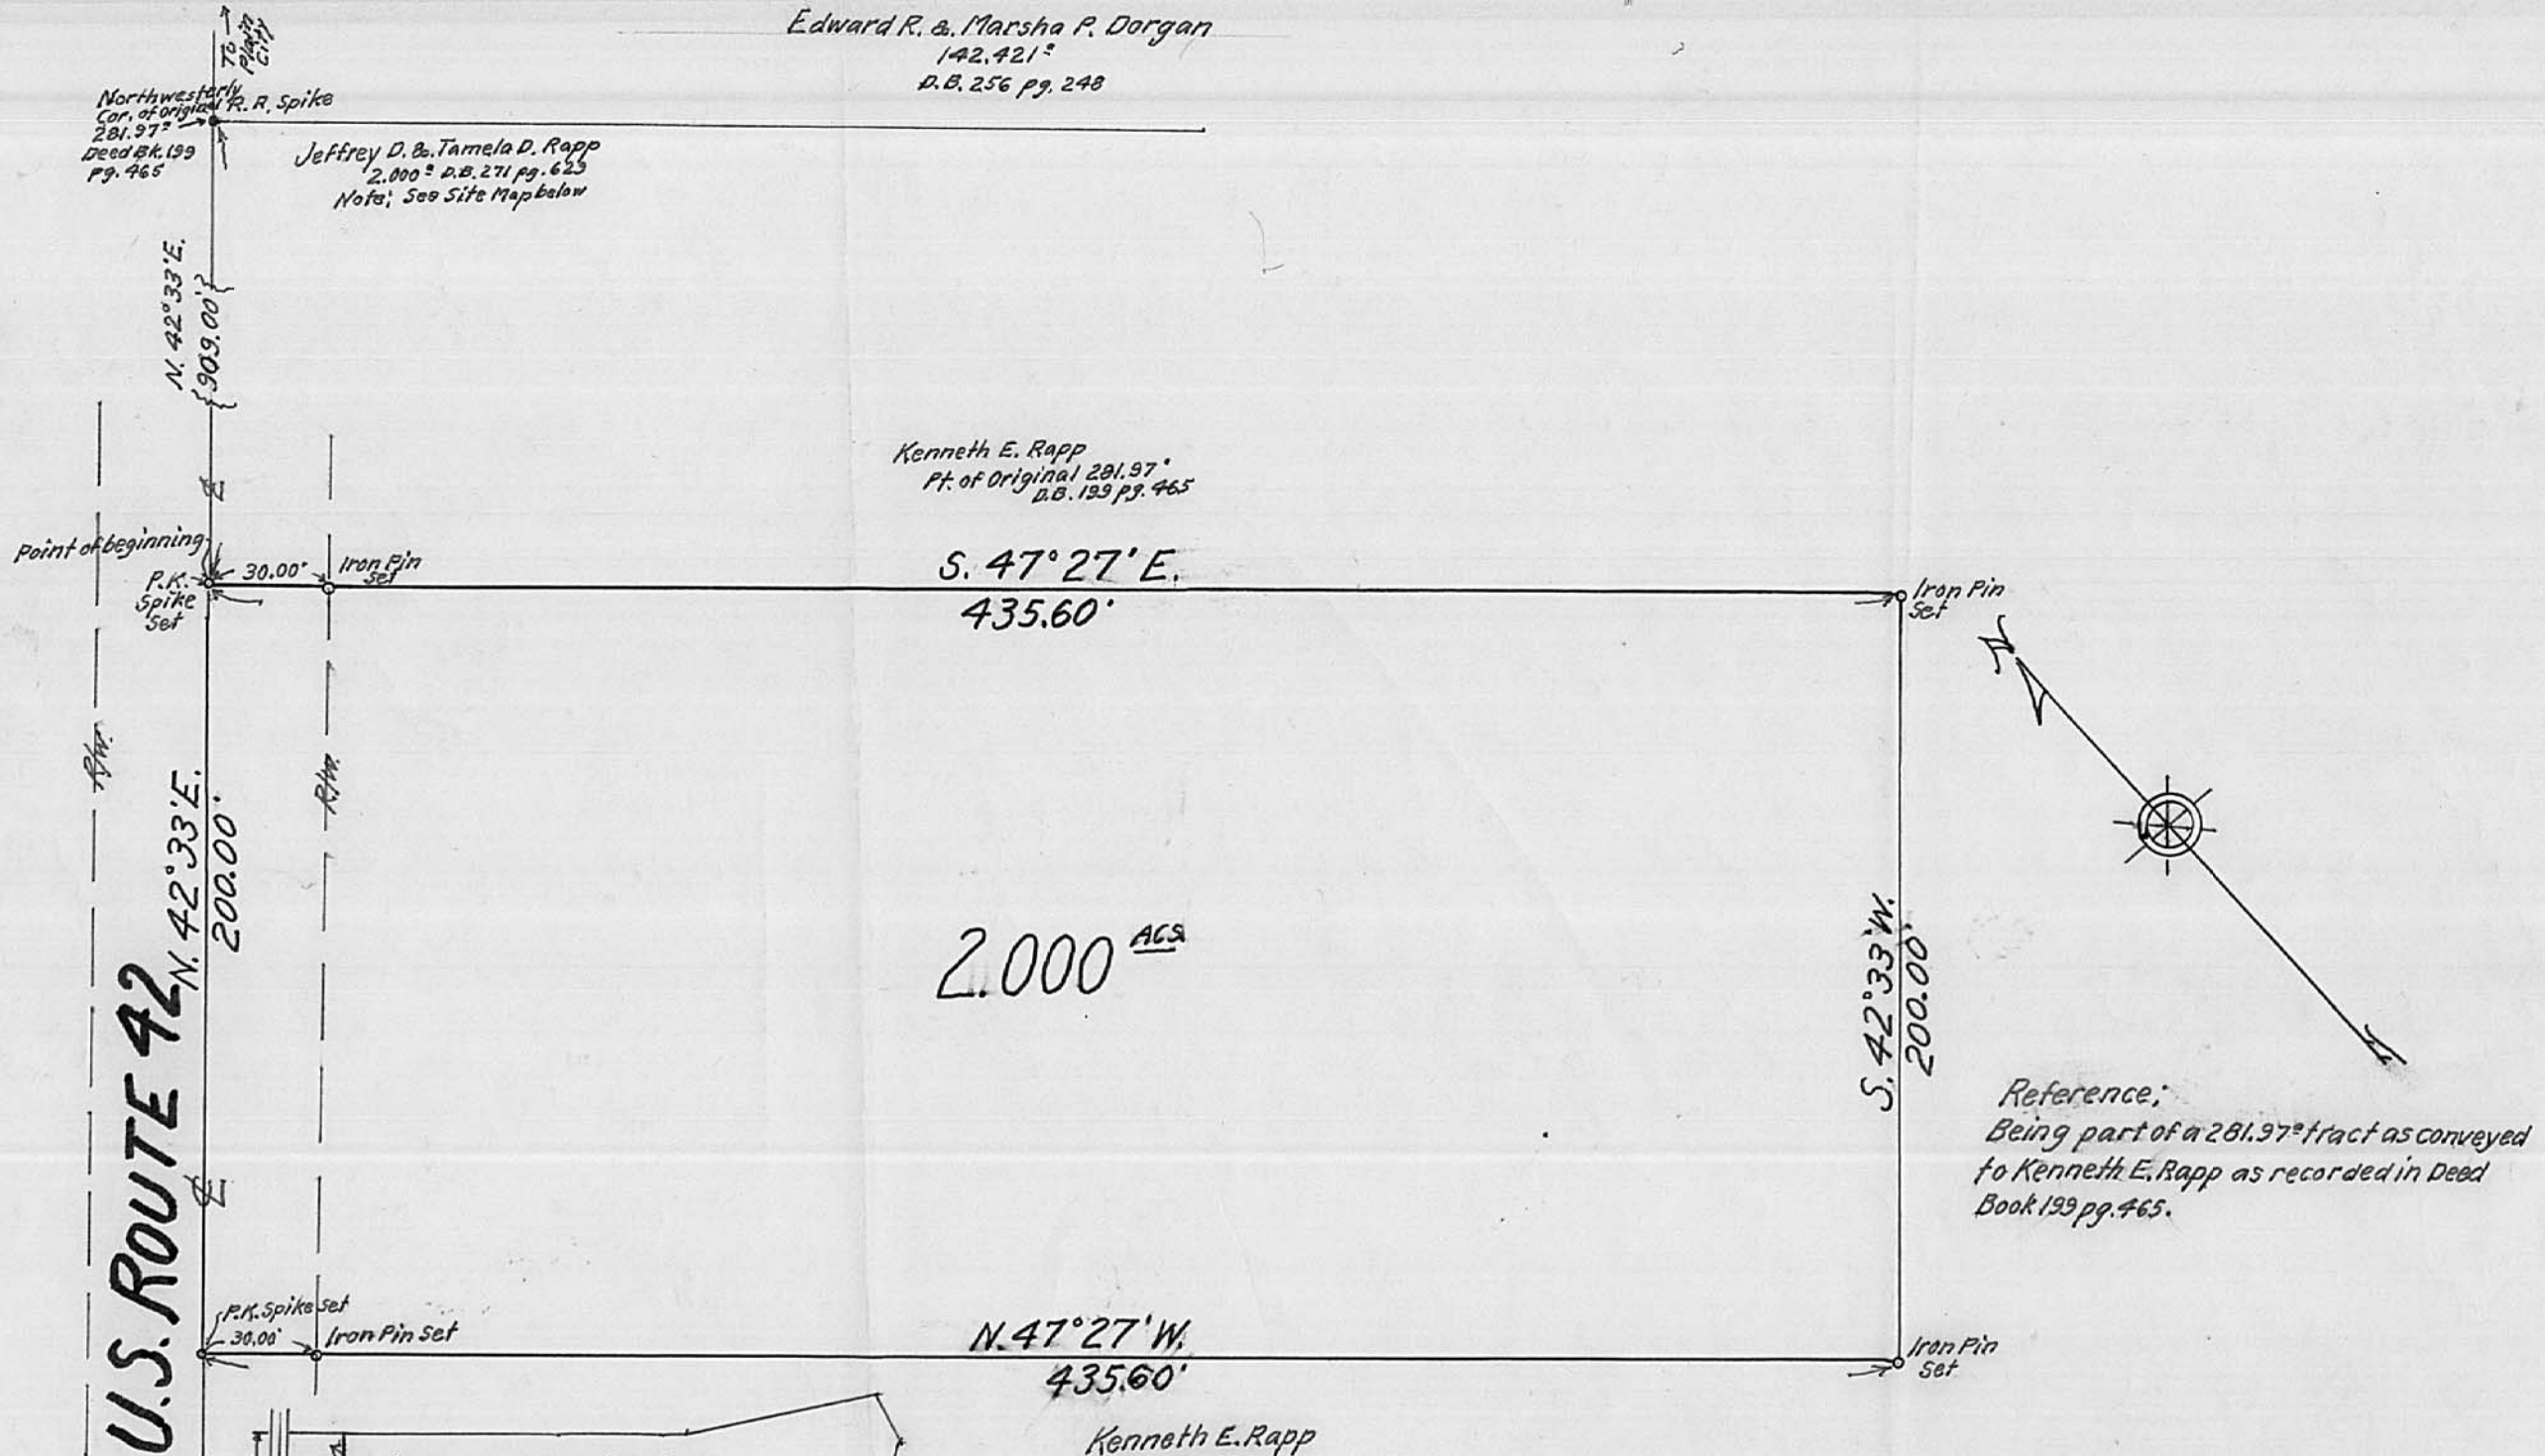 To →
Plain
City
Edward R. &. Marsha P. Dorgan
142.421ª
D.B. 256 pg. 248
Northwesterly
Cor. of original
281.97ª
Deed Bk. 199
pg. 465
R.R. Spike
Jeffrey D. &. Tamela D. Rapp
2.000ª D.B. 271 pg. 623
Note; See Site Map below
N. 42° 33' E.
909.00'
Kenneth E. Rapp
Pt. of Original 281.97ª
D.B. 199 pg. 465
℄
Point of beginning
P.K.
Spike
Set
30.00'
Iron Pin
Set
S. 47° 27' E.
435.60'
Iron Pin
Set
R/w.
R/w.
N
N. 42° 33' E.
200.00'
2.000 ACS.
S. 42° 33' W.
200.00'
U.S. ROUTE 42
℄
Reference;
Being part of a 281.97ª tract as conveyed
to Kenneth E. Rapp as recorded in Deed
Book 199 pg. 465.
P.K. Spike set
30.00'
Iron Pin Set
N. 47° 27' W.
435.60'
Iron Pin
Set
Kenneth E. Rapp